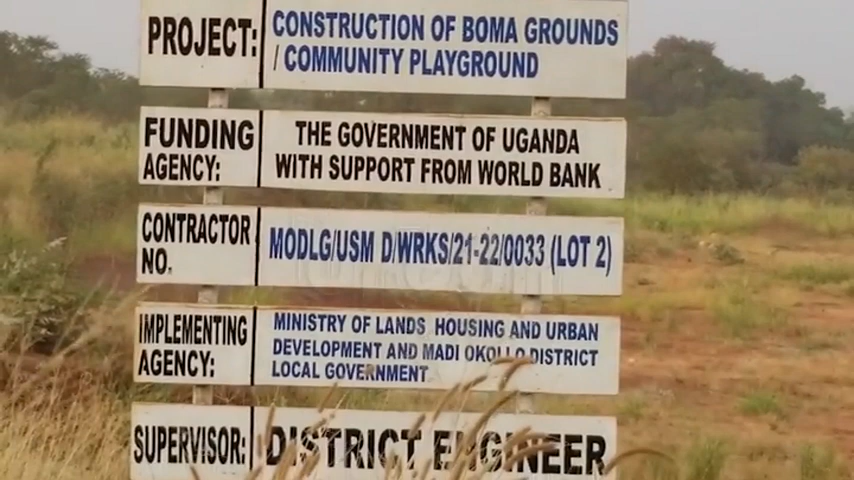 PROJECT: CONSTRUCTION OF BOMA GROUNDS
/ COMMUNITY PLAYGROUND
FUNDING AGENCY: THE GOVERNMENT OF UGANDA
WITH SUPPORT FROM WORLD BANK
CONTRACTOR NO. MODLG/USM D/WRKS/21-22/0033 (LOT 2)
IMPLEMENTING AGENCY: MINISTRY OF LANDS HOUSING AND URBAN
DEVELOPMENT AND MADI OKOLLO DISTRICT
LOCAL GOVERNMENT
SUPERVISOR: DISTRICT ENGINEER